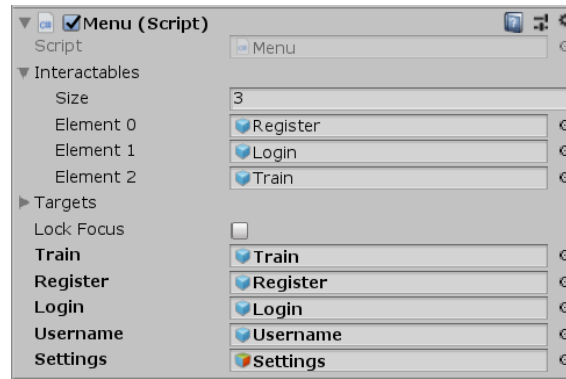 Menu (Script)
Script Menu
Interactables
Size 3
Element 0 Register
Element 1 Login
Element 2 Train
Targets
Lock Focus
Train Train
Register Register
Login Login
Username Username
Settings Settings